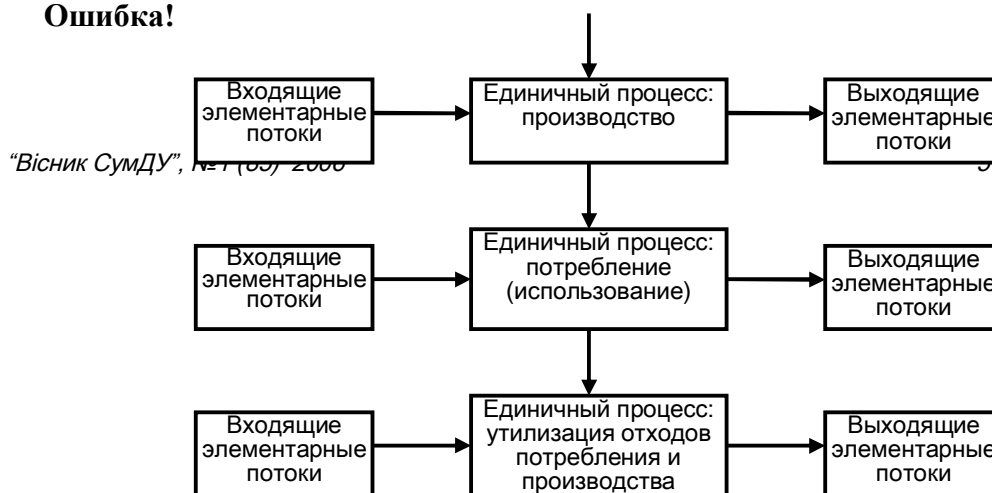 Ошибка!
Входящие
элементарные
потоки
Единичный процесс:
производство
Выходящие
элементарные
потоки
“Вісник СумДУ”,
Входящие
элементарные
потоки
Единичный процесс:
потребление
(использование)
Выходящие
элементарные
потоки
Входящие
элементарные
потоки
Единичный процесс:
утилизация отходов
потребления и
производства
Выходящие
элементарные
потоки